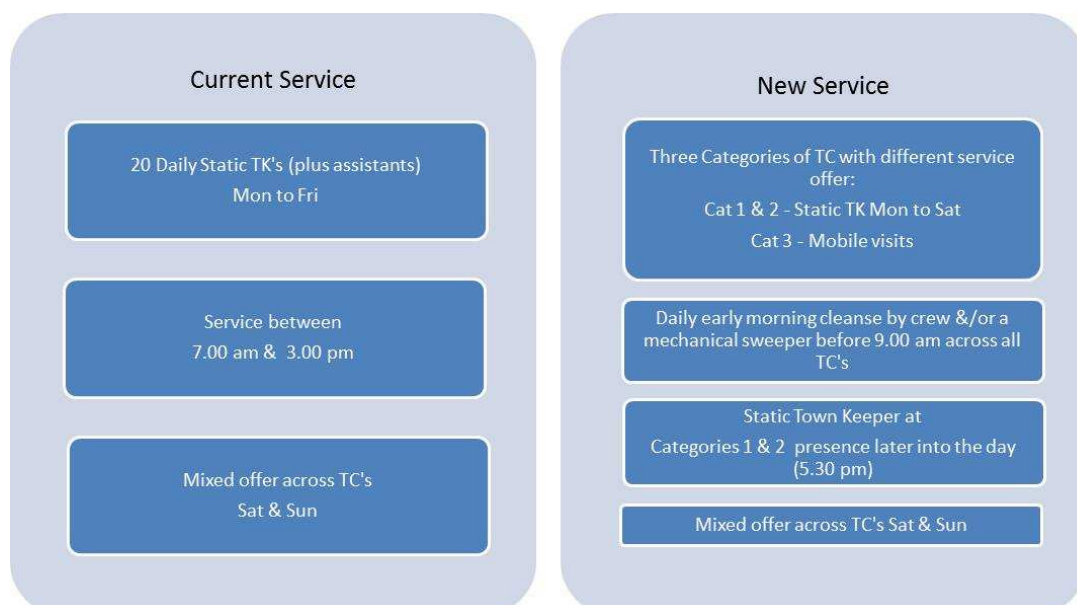 Current Service
20 Daily Static TK's (plus assistants)
Mon to Fri
Service between
7.00 am & 3.00 pm
Mixed offer across TC's
Sat & Sun
New Service
Three Categories of TC with different service
offer:
Cat 1 & 2 - Static TK Mon to Sat
Cat 3 - Mobile visits
Daily early morning cleanse by crew &/or a
mechanical sweeper before 9.00 am across all
TC's
Static Town Keeper at
Categories 1 & 2 presence later into the day
(5.30 pm)
Mixed offer across TC's Sat & Sun